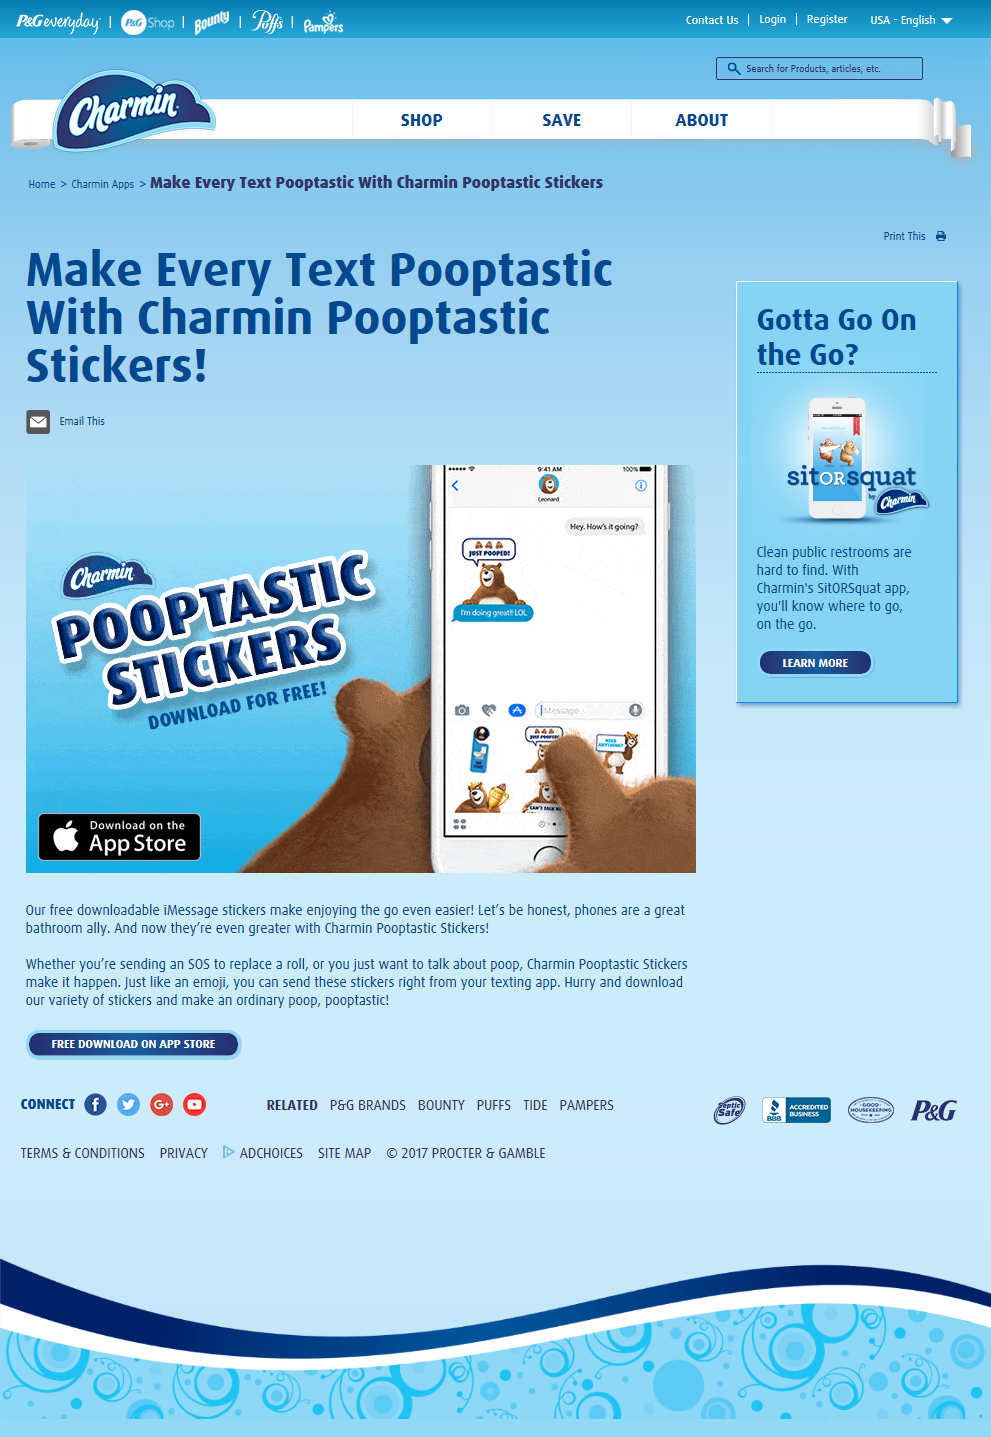 P&G everyday | P&G Shop | Bounty | Puffs | Pampers
Contact Us | Login | Register USA - English
Search for Products, articles, etc.
Charmin
SHOP SAVE ABOUT
Home > Charmin Apps > Make Every Text Pooptastic With Charmin Pooptastic Stickers
Print This
Make Every Text Pooptastic
With Charmin Pooptastic
Stickers!
Email This
9:41 AM 100%
Leonard
Hey. How's it going?
JUST POOPED!
I'm doing great!! LOL
Charmin
POOPTASTIC
STICKERS
DOWNLOAD FOR FREE!
Message
JUST POOPED!
NEED
ANYTHING?
CAN'T TALK
Download on the
App Store
Gotta Go On
the Go?
sitORsquat
by Charmin
Clean public restrooms are
hard to find. With
Charmin's SitORSquat app,
you'll know where to go,
on the go.
LEARN MORE
Our free downloadable iMessage stickers make enjoying the go even easier! Let's be honest, phones are a great
bathroom ally. And now they're even greater with Charmin Pooptastic Stickers!
Whether you're sending an SOS to replace a roll, or you just want to talk about poop, Charmin Pooptastic Stickers
make it happen. Just like an emoji, you can send these stickers right from your texting app. Hurry and download
our variety of stickers and make an ordinary poop, pooptastic!
FREE DOWNLOAD ON APP STORE
CONNECT RELATED P&G BRANDS BOUNTY PUFFS TIDE PAMPERS
Septic Safe
BBB ACCREDITED BUSINESS
GOOD HOUSEKEEPING
P&G
TERMS & CONDITIONS PRIVACY ADCHOICES SITE MAP © 2017 PROCTER & GAMBLE